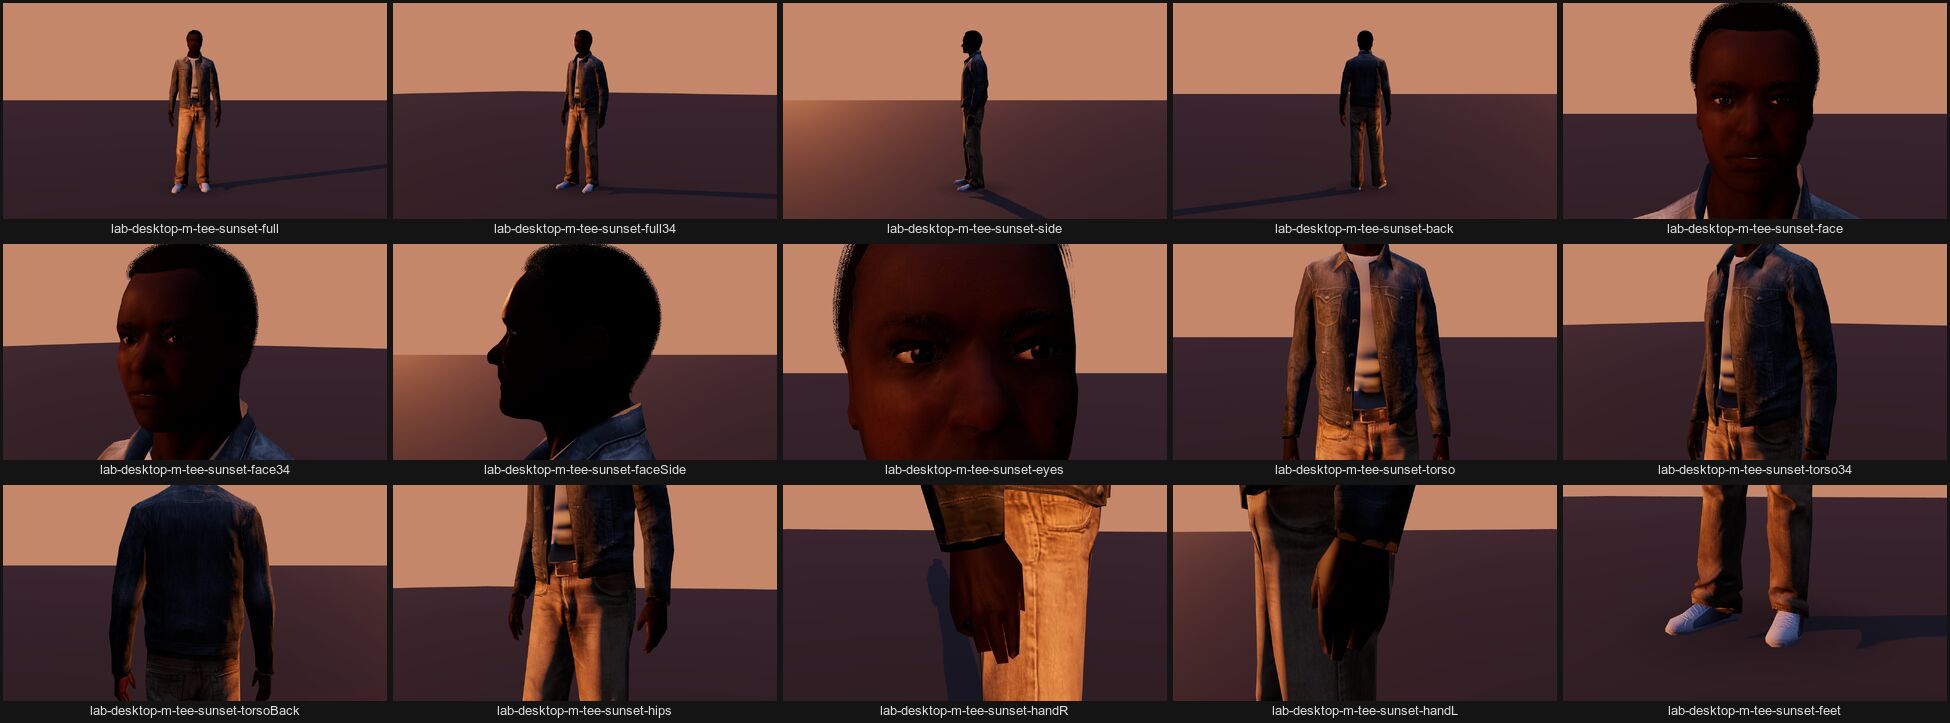 lab-desktop-m-tee-sunset-full
lab-desktop-m-tee-sunset-full34
lab-desktop-m-tee-sunset-side
lab-desktop-m-tee-sunset-back
lab-desktop-m-tee-sunset-face
lab-desktop-m-tee-sunset-face34
lab-desktop-m-tee-sunset-faceSide
lab-desktop-m-tee-sunset-eyes
lab-desktop-m-tee-sunset-torso
lab-desktop-m-tee-sunset-torso34
lab-desktop-m-tee-sunset-torsoBack
lab-desktop-m-tee-sunset-hips
lab-desktop-m-tee-sunset-handR
lab-desktop-m-tee-sunset-handL
lab-desktop-m-tee-sunset-feet